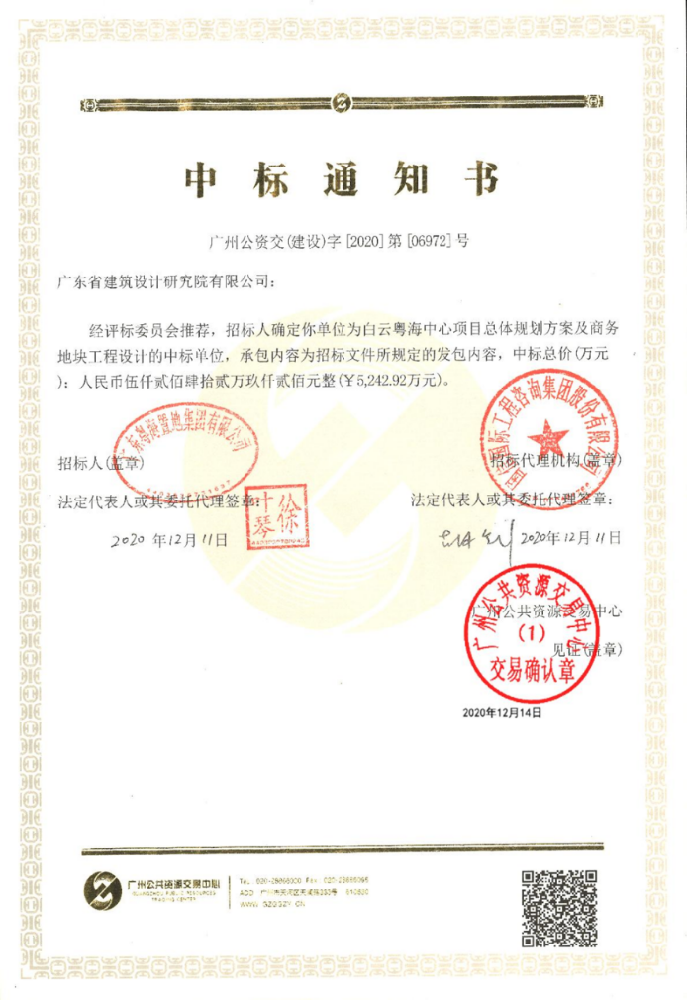 中标通知书
广州公资交(建设)字[2020]第[06972]号
广东省建筑设计研究院有限公司：
经评标委员会推荐，招标人确定你单位为白云粤海中心项目总体规划方案及商务
地块工程设计的中标单位，承包内容为招标文件所规定的发包内容，中标总价(万元
)：人民币伍仟贰佰肆拾贰万玖仟贰佰元整(￥5,242.92万元)。
广东粤海置地集团有限公司
国际工程咨询集团股份有限公司
招标人(盖章)
招标代理机构(盖章)
法定代表人或其委托代理签章：
法定代表人或其委托代理签章：
2020年12月11日
2020年12月11日
广州公共资源交易中心
广州公共资源交易中心
(1)
见证(盖章)
交易确认章
2020年12月14日
广州公共资源交易中心
GUANGZHOU PUBLIC RESOURCES
TRADING CENTER
ADD 广州市天河区天润路333号 510630
WWW. GZGGZY. CN